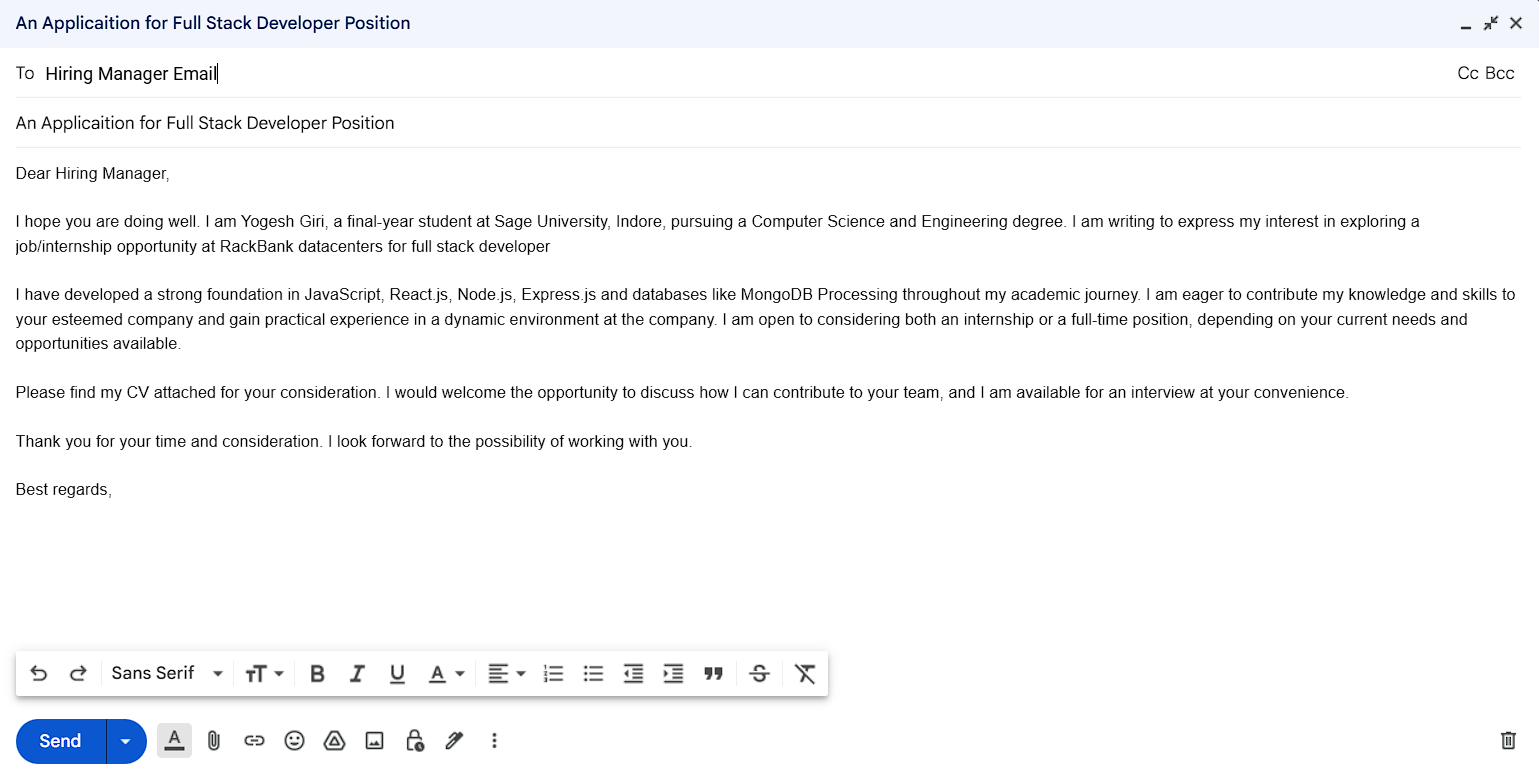 An Applicaition for Full Stack Developer Position
To Hiring Manager Email
Cc Bcc
An Applicaition for Full Stack Developer Position
Dear Hiring Manager,
I hope you are doing well. I am Yogesh Giri, a final-year student at Sage University, Indore, pursuing a Computer Science and Engineering degree. I am writing to express my interest in exploring a
job/internship opportunity at RackBank datacenters for full stack developer
I have developed a strong foundation in JavaScript, React.js, Node.js, Express.js and databases like MongoDB Processing throughout my academic journey. I am eager to contribute my knowledge and skills to
your esteemed company and gain practical experience in a dynamic environment at the company. I am open to considering both an internship or a full-time position, depending on your current needs and
opportunities available.
Please find my CV attached for your consideration. I would welcome the opportunity to discuss how I can contribute to your team, and I am available for an interview at your convenience.
Thank you for your time and consideration. I look forward to the possibility of working with you.
Best regards,
Sans Serif
Send